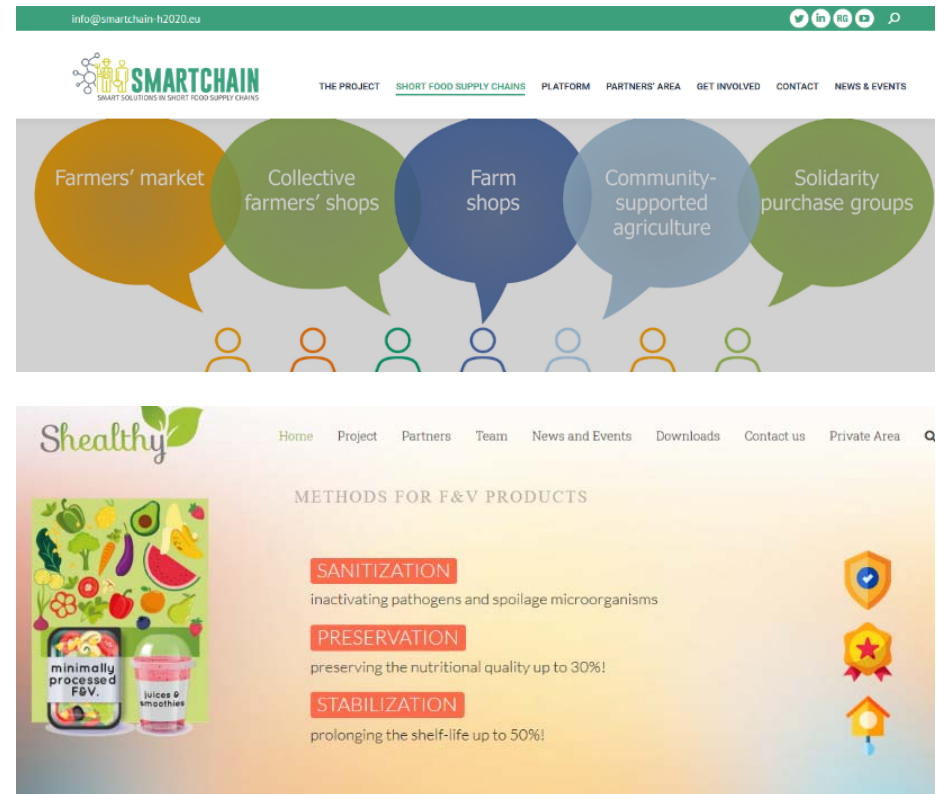 info@smartchain-h2020.eu
RG
SMARTCHAIN
SMART SOLUTIONS IN SHORT FOOD SUPPLY CHAINS
THE PROJECT SHORT FOOD SUPPLY CHAINS PLATFORM PARTNERS' AREA GET INVOLVED CONTACT NEWS & EVENTS
Farmers' market
Collective
farmers' shops
Farm
shops
Community-
supported
agriculture
Solidarity
purchase groups
Shealthy
Home Project Partners Team News and Events Downloads Contact us Private Area
METHODS FOR F&V PRODUCTS
SANITIZATION
inactivating pathogens and spoilage microorganisms
PRESERVATION
preserving the nutritional quality up to 30%!
STABILIZATION
prolonging the shelf-life up to 50%!
minimally
processed
F&V.
juices &
smoothies